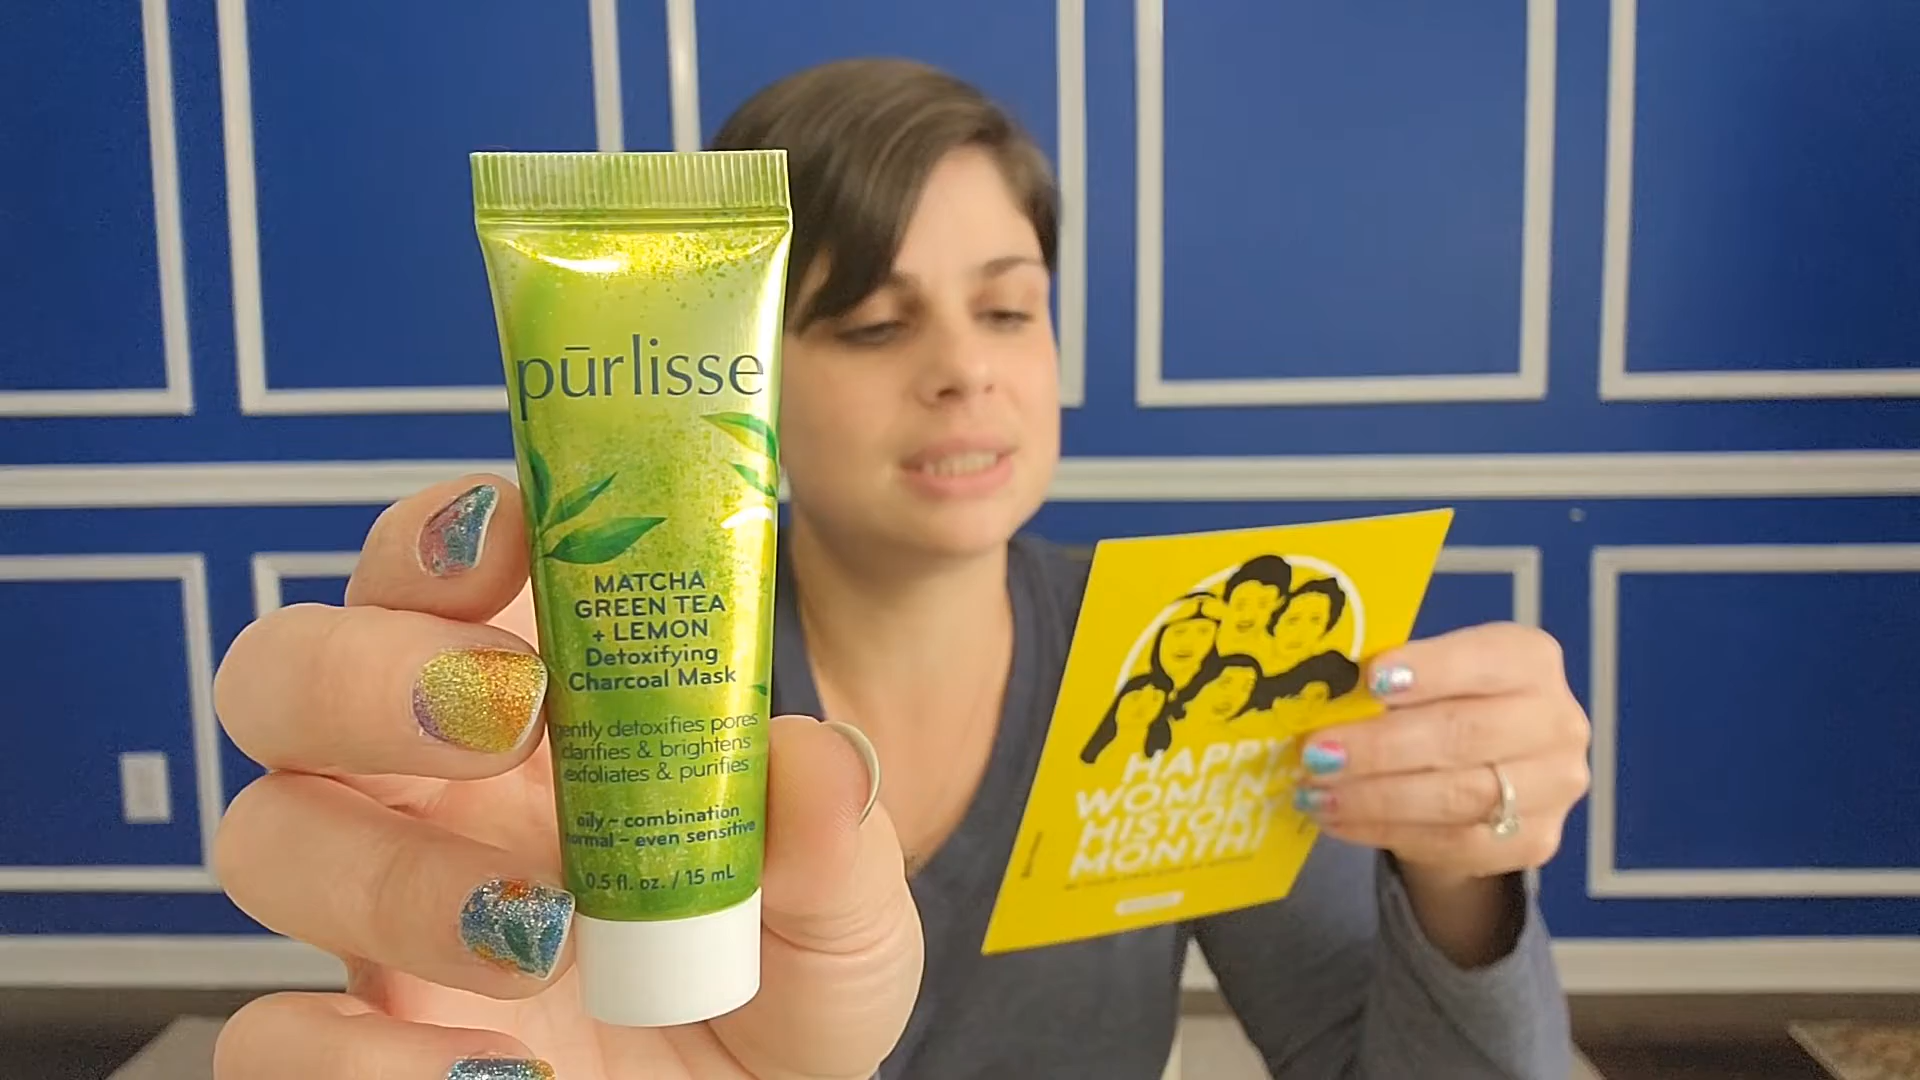 pūrlisse
MATCHA
GREEN TEA
+ LEMON
Detoxifying
Charcoal Mask
gently detoxifies pores
clarifies & brightens
exfoliates & purifies
oily ~ combination
normal ~ even sensitive
0.5 fl. oz. / 15 mL
HAPPY
WOMEN
HISTORY
MONTH!